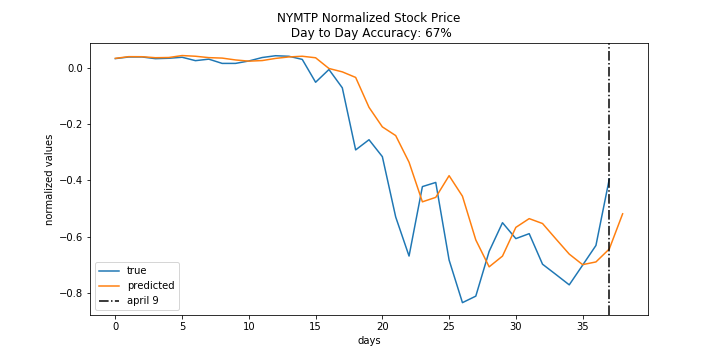 NYMTP Normalized Stock Price
Day to Day Accuracy: 67%
normalized values
0.0
−0.2
−0.4
−0.6
−0.8
true
predicted
april 9
0 5 10 15 20 25 30 35
days